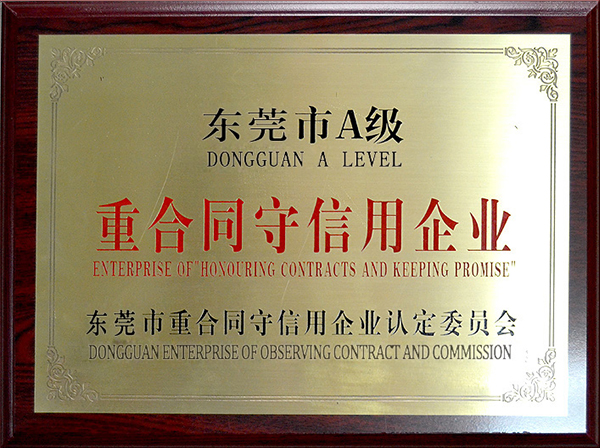 东莞市A级
DONGGUAN A LEVEL
重合同守信用企业
ENTERPRISE OF"HONOURING CONTRACTS AND KEEPING PROMISE"
东莞市重合同守信用企业认定委员会
DONGGUAN ENTERPRISE OF OBSERVING CONTRACT AND COMMISSION